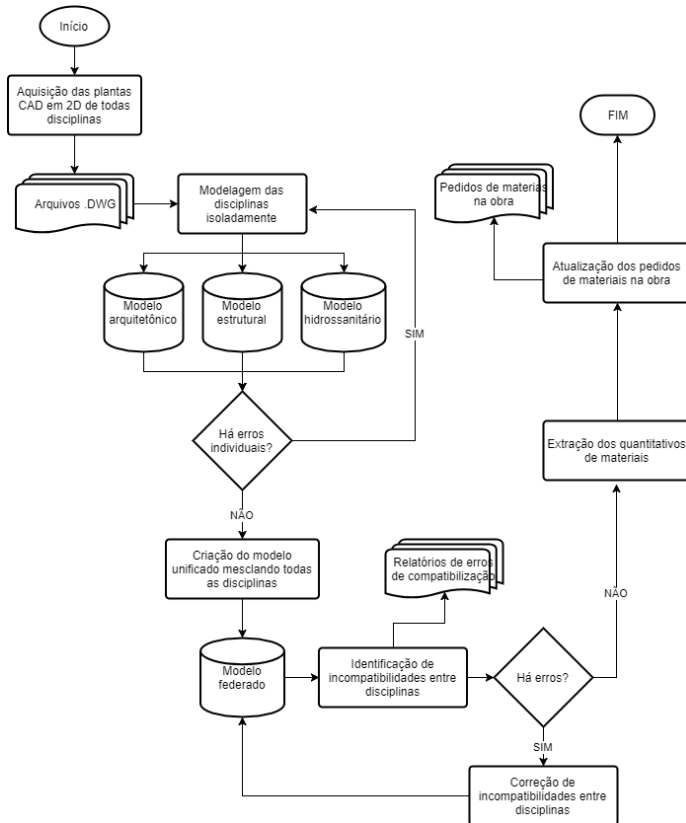 Início
Aquisição das plantas
CAD em 2D de todas
disciplinas
Arquivos .DWG
Modelagem das
disciplinas
isoladamente
Modelo
arquitetônico
Modelo
estrutural
Modelo
hidrossanitário
SIM
Há erros
individuais?
NÃO
Criação do modelo
unificado mesclando todas
as disciplinas
Modelo
federado
Relatórios de erros
de compatibilização
Identificação de
incompatibilidades entre
disciplinas
Há erros?
SIM
Correção de
incompatibilidades entre
disciplinas
NÃO
Extração dos quantitativos
de materiais
Atualização dos pedidos
de materiais na obra
Pedidos de materias
na obra
FIM